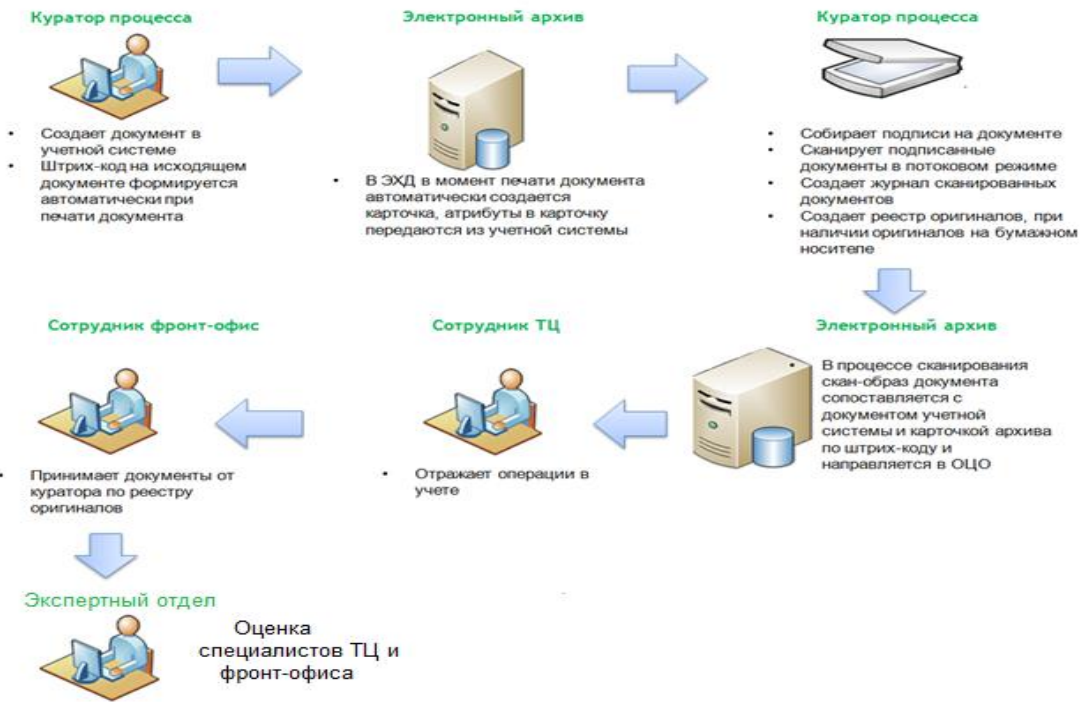 Куратор процесса
• Создает документ в
учетной системе
• Штрих-код на исходящем
документе формируется
автоматически при
печати документа
Электронный архив
• В ЭХД в момент печати документа
автоматически создается
карточка, атрибуты в карточку
передаются из учетной системы
Куратор процесса
• Собирает подписи на документе
• Сканирует подписанные
документы в потоковом режиме
• Создает журнал сканированных
документов
• Создает реестр оригиналов, при
наличии оригиналов на бумажном
носителе
Электронный архив
• В процессе сканирования
скан-образ документа
сопоставляется с
документом учетной
системы и карточкой архива
по штрих-коду и
направляется в ОЦО
Сотрудник ТЦ
• Отражает операции в
учете
Сотрудник фронт-офис
• Принимает документы от
куратора по реестру
оригиналов
Экспертный отдел
Оценка
специалистов ТЦ и
фронт-офиса